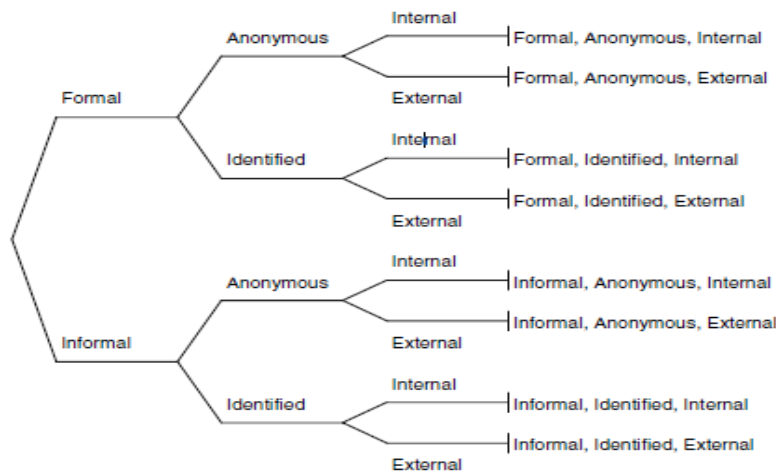 Internal
Anonymous
Formal, Anonymous, Internal
Formal, Anonymous, External
Formal
External
Internal
Identified
Formal, Identified, Internal
Formal, Identified, External
External
Internal
Anonymous
Informal, Anonymous, Internal
Informal, Anonymous, External
Informal
External
Internal
Identified
Informal, Identified, Internal
Informal, Identified, External
External